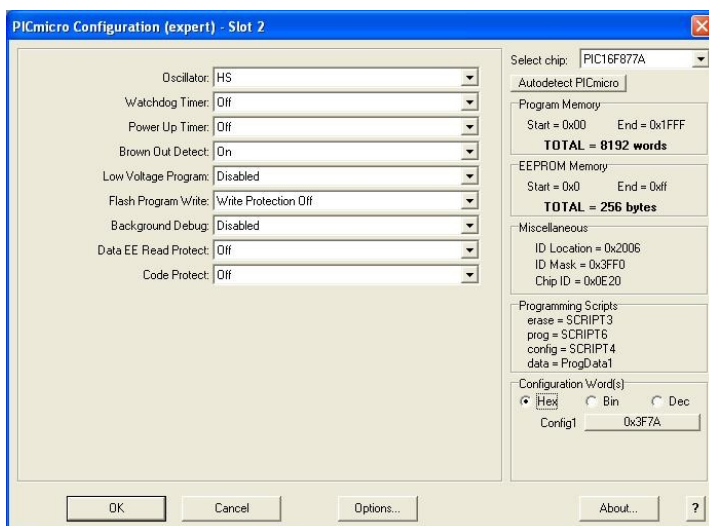 PICmicro Configuration (expert) - Slot 2
Oscillator: HS
Watchdog Timer: Off
Power Up Timer: Off
Brown Out Detect: On
Low Voltage Program: Disabled
Flash Program Write: Write Protection Off
Background Debug: Disabled
Data EE Read Protect: Off
Code Protect: Off
Select chip: PIC16F877A
Autodetect PICmicro
Program Memory
Start = 0x00 End = 0x1FFF
TOTAL = 8192 words
EEPROM Memory
Start = 0x0 End = 0xff
TOTAL = 256 bytes
Miscellaneous
ID Location = 0x2006
ID Mask = 0x3FF0
Chip ID = 0x0E20
Programming Scripts
erase = SCRIPT3
prog = SCRIPT6
config = SCRIPT4
data = ProgData1
Configuration Word(s)
Hex Bin Dec
Config1 0x3F7A
OK Cancel Options... About... ?